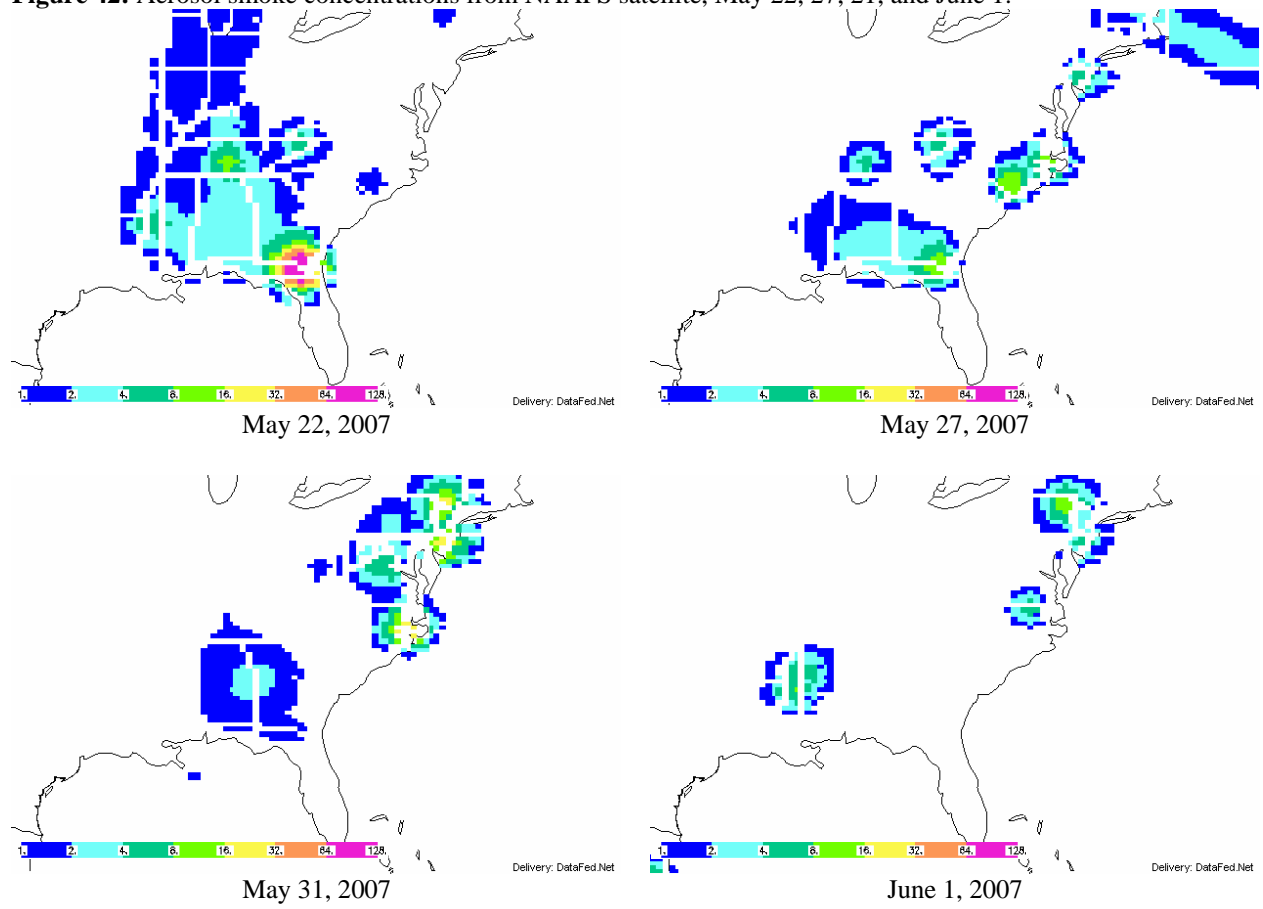 Figure 42: Aerosol smoke concentrations from NAAPS satellite, May 22, 27, 21, and June 1.
1. 2. 4. 8. 16. 32. 64. 128.
Delivery: DataFed.Net
1. 2. 4. 8. 16. 32. 64. 128.
Delivery: DataFed.Net
May 22, 2007
May 27, 2007
1. 2. 4. 8. 16. 32. 64. 128.
Delivery: DataFed.Net
1. 2. 4. 8. 16. 32. 64. 128.
Delivery: DataFed.Net
May 31, 2007
June 1, 2007